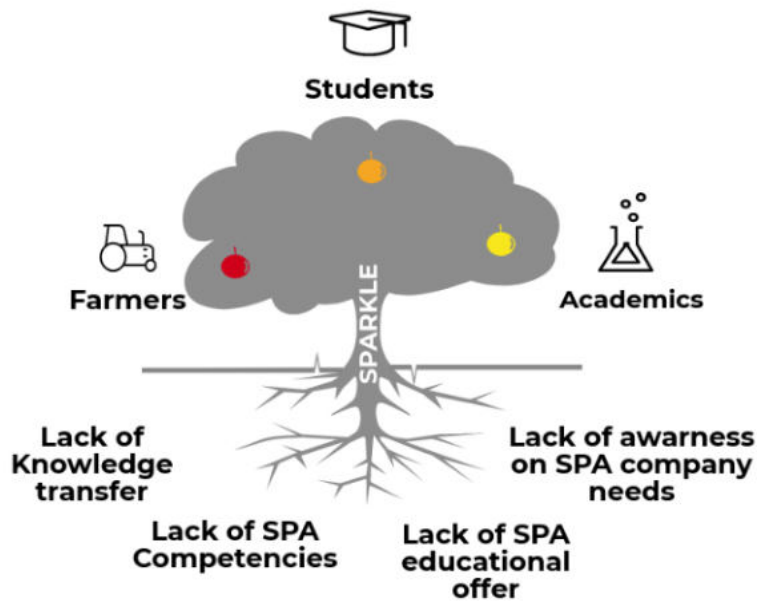 Students
Farmers
Academics
SPARKLE
Lack of
Knowledge
transfer
Lack of awarness
on SPA company
needs
Lack of SPA
Competencies
Lack of SPA
educational
offer